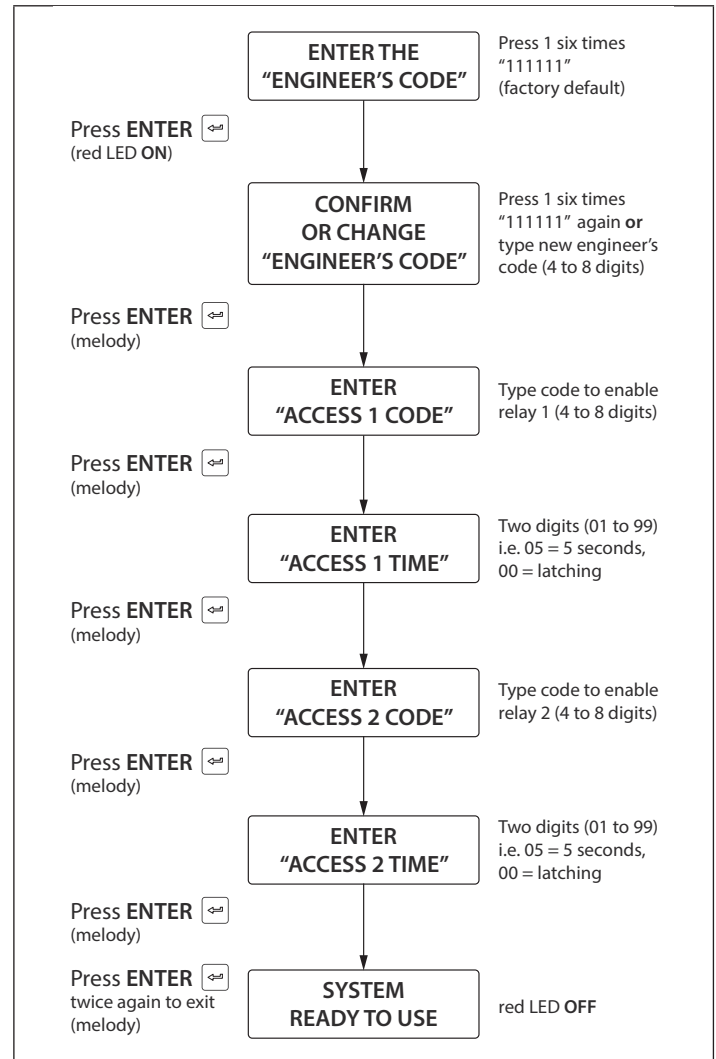 ENTER THE
“ENGINEER’S CODE”
Press 1 six times
“111111”
(factory default)
Press ENTER
(red LED ON)
CONFIRM
OR CHANGE
“ENGINEER’S CODE”
Press 1 six times
“111111” again or
type new engineer’s
code (4 to 8 digits)
Press ENTER
(melody)
ENTER
“ACCESS 1 CODE”
Type code to enable
relay 1 (4 to 8 digits)
Press ENTER
(melody)
ENTER
“ACCESS 1 TIME”
Two digits (01 to 99)
i.e. 05 = 5 seconds,
00 = latching
Press ENTER
(melody)
ENTER
“ACCESS 2 CODE”
Type code to enable
relay 2 (4 to 8 digits)
Press ENTER
(melody)
ENTER
“ACCESS 2 TIME”
Two digits (01 to 99)
i.e. 05 = 5 seconds,
00 = latching
Press ENTER
(melody)
Press ENTER
twice again to exit
(melody)
SYSTEM
READY TO USE
red LED OFF